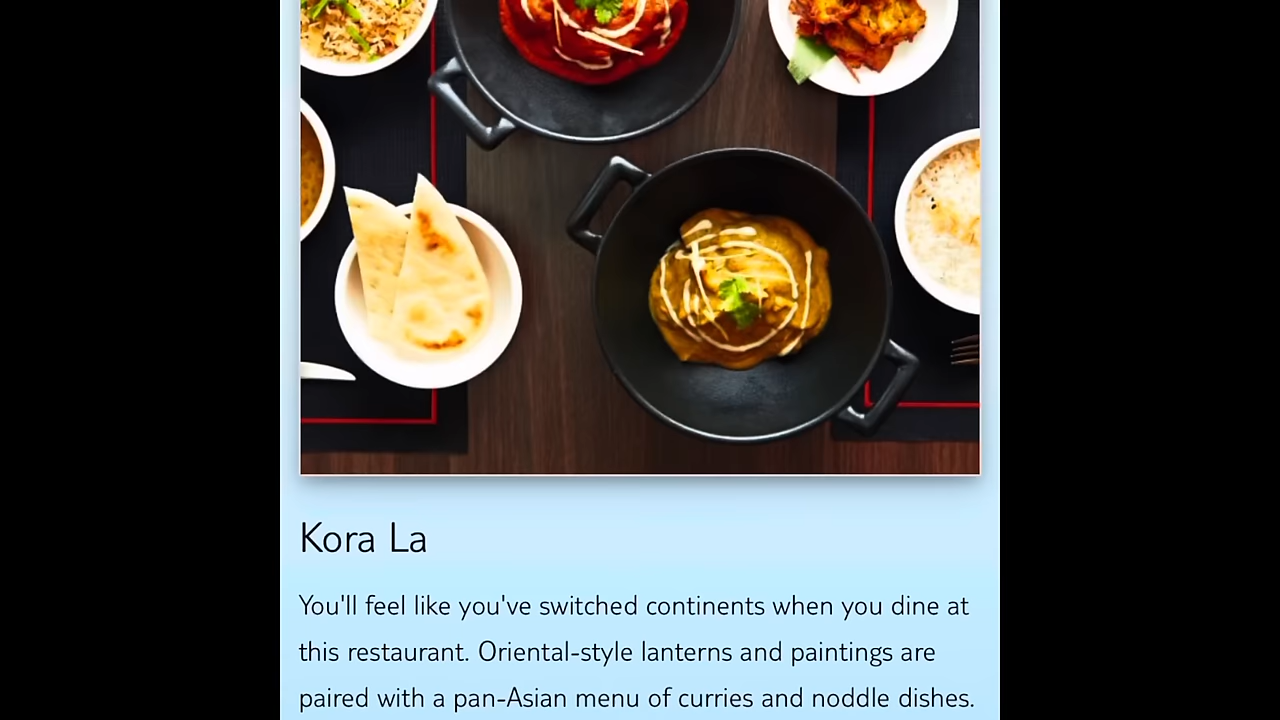 Kora La
You'll feel like you've switched continents when you dine at
this restaurant. Oriental-style lanterns and paintings are
paired with a pan-Asian menu of curries and noddle dishes.